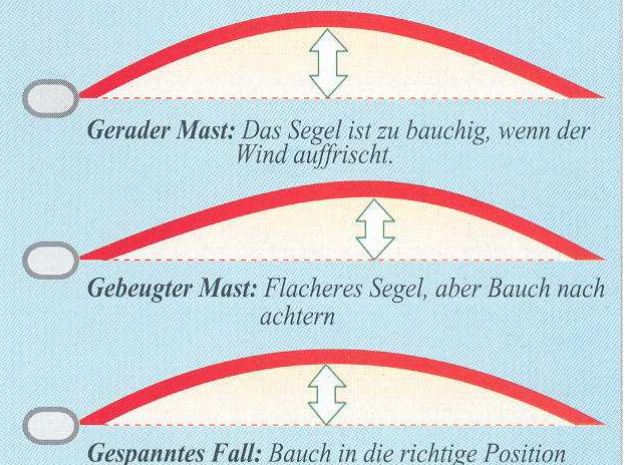 Gerader Mast: Das Segel ist zu bauchig, wenn der
Wind auffrischt.
Gebeugter Mast: Flacheres Segel, aber Bauch nach
achtern
Gespanntes Fall: Bauch in die richtige Position